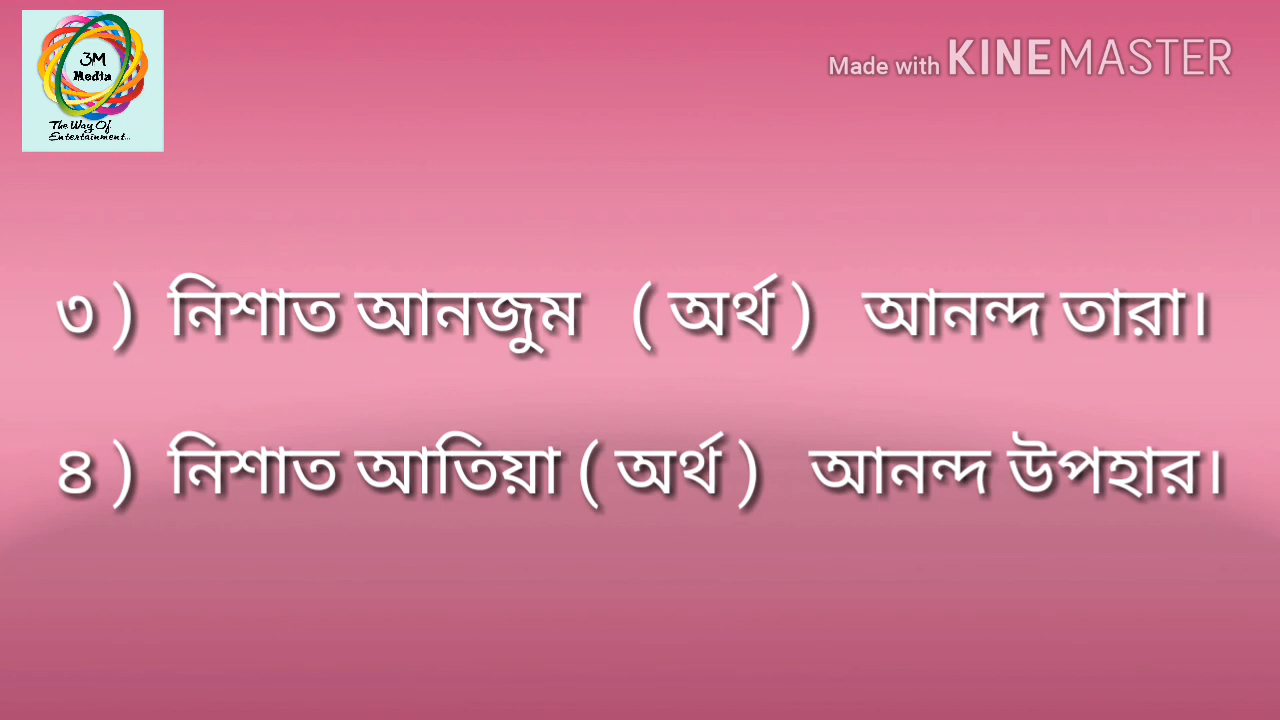 3M
Media
The Way Of
Entertainment...
Made with KINEMASTER
৩ ) নিশাত আনজুম ( অর্থ ) আনন্দ তারা।
৪ ) নিশাত আতিয়া ( অর্থ ) আনন্দ উপহার।